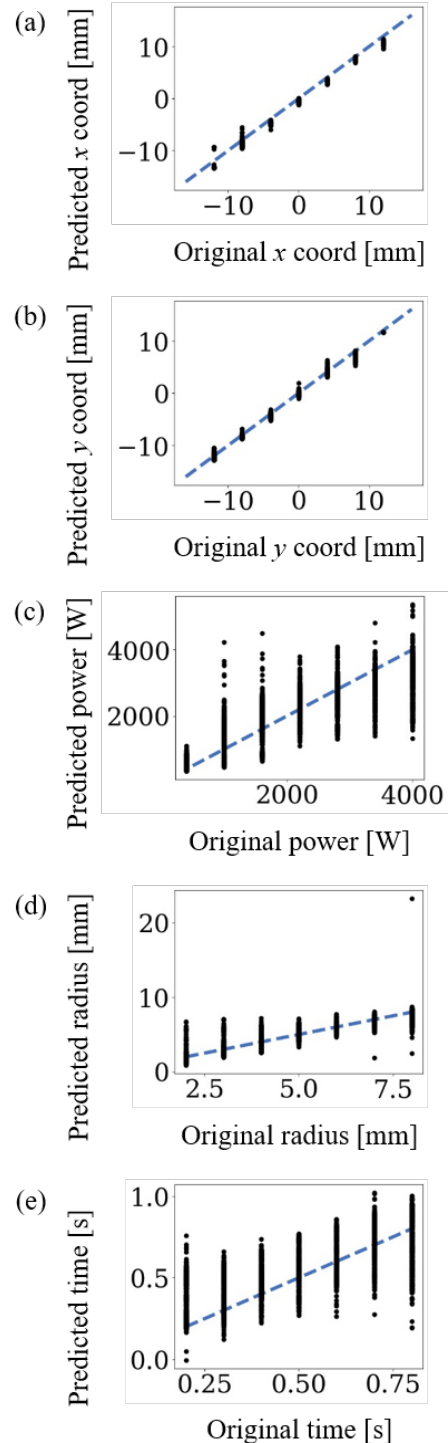 (a)
Predicted x coord [mm]
10
0
−10
−10 0 10
Original x coord [mm]
(b)
Predicted y coord [mm]
10
0
−10
−10 0 10
Original y coord [mm]
(c)
Predicted power [W]
4000
2000
2000 4000
Original power [W]
(d)
Predicted radius [mm]
20
10
0
2.5 5.0 7.5
Original radius [mm]
(e)
Predicted time [s]
1.0
0.5
0.0
0.25 0.50 0.75
Original time [s]